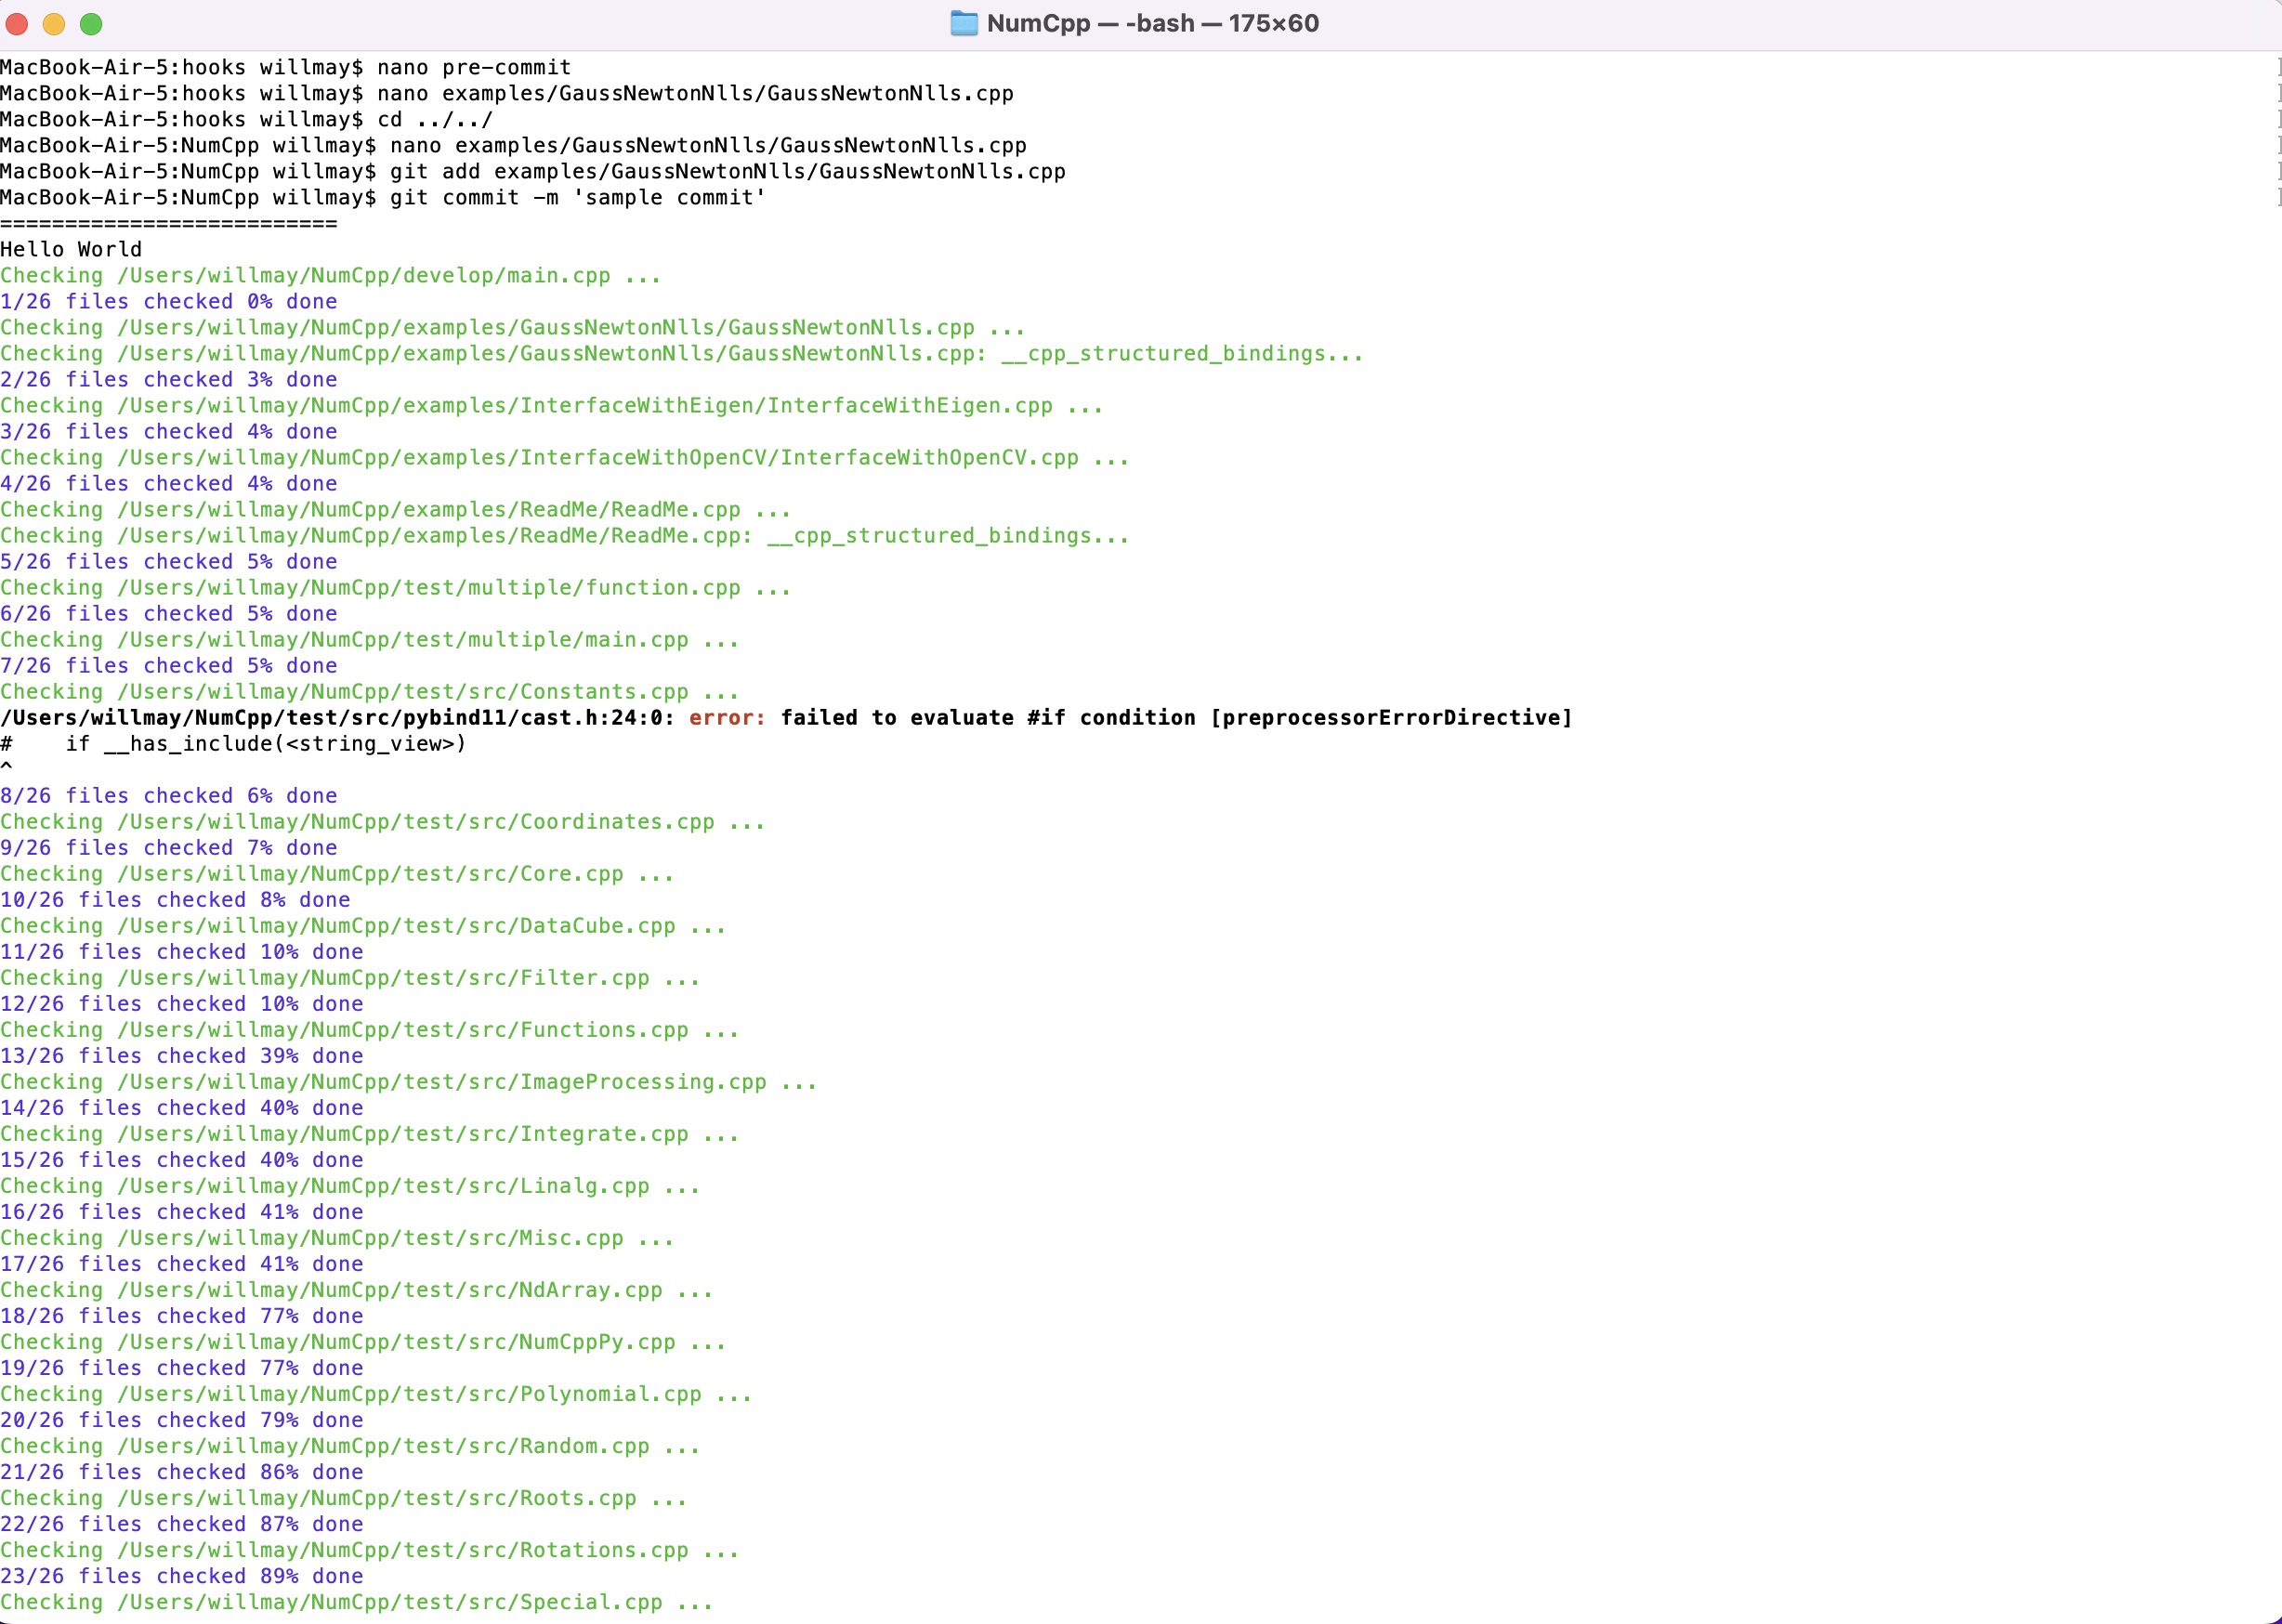 NumCpp — -bash — 175×60
MacBook-Air-5:hooks willmay$ nano pre-commit
MacBook-Air-5:hooks willmay$ nano examples/GaussNewtonNlls/GaussNewtonNlls.cpp
MacBook-Air-5:hooks willmay$ cd ../../
MacBook-Air-5:NumCpp willmay$ nano examples/GaussNewtonNlls/GaussNewtonNlls.cpp
MacBook-Air-5:NumCpp willmay$ git add examples/GaussNewtonNlls/GaussNewtonNlls.cpp
MacBook-Air-5:NumCpp willmay$ git commit -m 'sample commit'
==========================
Hello World
Checking /Users/willmay/NumCpp/develop/main.cpp ...
1/26 files checked 0% done
Checking /Users/willmay/NumCpp/examples/GaussNewtonNlls/GaussNewtonNlls.cpp ...
Checking /Users/willmay/NumCpp/examples/GaussNewtonNlls/GaussNewtonNlls.cpp: __cpp_structured_bindings...
2/26 files checked 3% done
Checking /Users/willmay/NumCpp/examples/InterfaceWithEigen/InterfaceWithEigen.cpp ...
3/26 files checked 4% done
Checking /Users/willmay/NumCpp/examples/InterfaceWithOpenCV/InterfaceWithOpenCV.cpp ...
4/26 files checked 4% done
Checking /Users/willmay/NumCpp/examples/ReadMe/ReadMe.cpp ...
Checking /Users/willmay/NumCpp/examples/ReadMe/ReadMe.cpp: __cpp_structured_bindings...
5/26 files checked 5% done
Checking /Users/willmay/NumCpp/test/multiple/function.cpp ...
6/26 files checked 5% done
Checking /Users/willmay/NumCpp/test/multiple/main.cpp ...
7/26 files checked 5% done
Checking /Users/willmay/NumCpp/test/src/Constants.cpp ...
/Users/willmay/NumCpp/test/src/pybind11/cast.h:24:0: error: failed to evaluate #if condition [preprocessorErrorDirective]
#    if __has_include(<string_view>)
^
8/26 files checked 6% done
Checking /Users/willmay/NumCpp/test/src/Coordinates.cpp ...
9/26 files checked 7% done
Checking /Users/willmay/NumCpp/test/src/Core.cpp ...
10/26 files checked 8% done
Checking /Users/willmay/NumCpp/test/src/DataCube.cpp ...
11/26 files checked 10% done
Checking /Users/willmay/NumCpp/test/src/Filter.cpp ...
12/26 files checked 10% done
Checking /Users/willmay/NumCpp/test/src/Functions.cpp ...
13/26 files checked 39% done
Checking /Users/willmay/NumCpp/test/src/ImageProcessing.cpp ...
14/26 files checked 40% done
Checking /Users/willmay/NumCpp/test/src/Integrate.cpp ...
15/26 files checked 40% done
Checking /Users/willmay/NumCpp/test/src/Linalg.cpp ...
16/26 files checked 41% done
Checking /Users/willmay/NumCpp/test/src/Misc.cpp ...
17/26 files checked 41% done
Checking /Users/willmay/NumCpp/test/src/NdArray.cpp ...
18/26 files checked 77% done
Checking /Users/willmay/NumCpp/test/src/NumCppPy.cpp ...
19/26 files checked 77% done
Checking /Users/willmay/NumCpp/test/src/Polynomial.cpp ...
20/26 files checked 79% done
Checking /Users/willmay/NumCpp/test/src/Random.cpp ...
21/26 files checked 86% done
Checking /Users/willmay/NumCpp/test/src/Roots.cpp ...
22/26 files checked 87% done
Checking /Users/willmay/NumCpp/test/src/Rotations.cpp ...
23/26 files checked 89% done
Checking /Users/willmay/NumCpp/test/src/Special.cpp ...